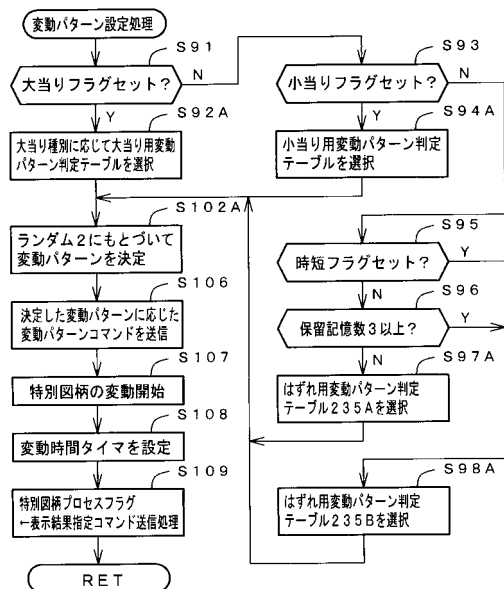 変動パターン設定処理
S91
大当りフラグセット？
N
Y
S92A
大当り種別に応じて大当り用変動
パターン判定テーブルを選択
S93
小当りフラグセット？
N
Y
S94A
小当り用変動パターン判定
テーブルを選択
S102A
ランダム2にもとづいて
変動パターンを決定
S95
時短フラグセット？
Y
N
S96
保留記憶数3以上？
Y
N
S97A
はずれ用変動パターン判定
テーブル235Aを選択
S98A
はずれ用変動パターン判定
テーブル235Bを選択
S106
決定した変動パターンに応じた
変動パターンコマンドを送信
S107
特別図柄の変動開始
S108
変動時間タイマを設定
S109
特別図柄プロセスフラグ
←表示結果指定コマンド送信処理
RET